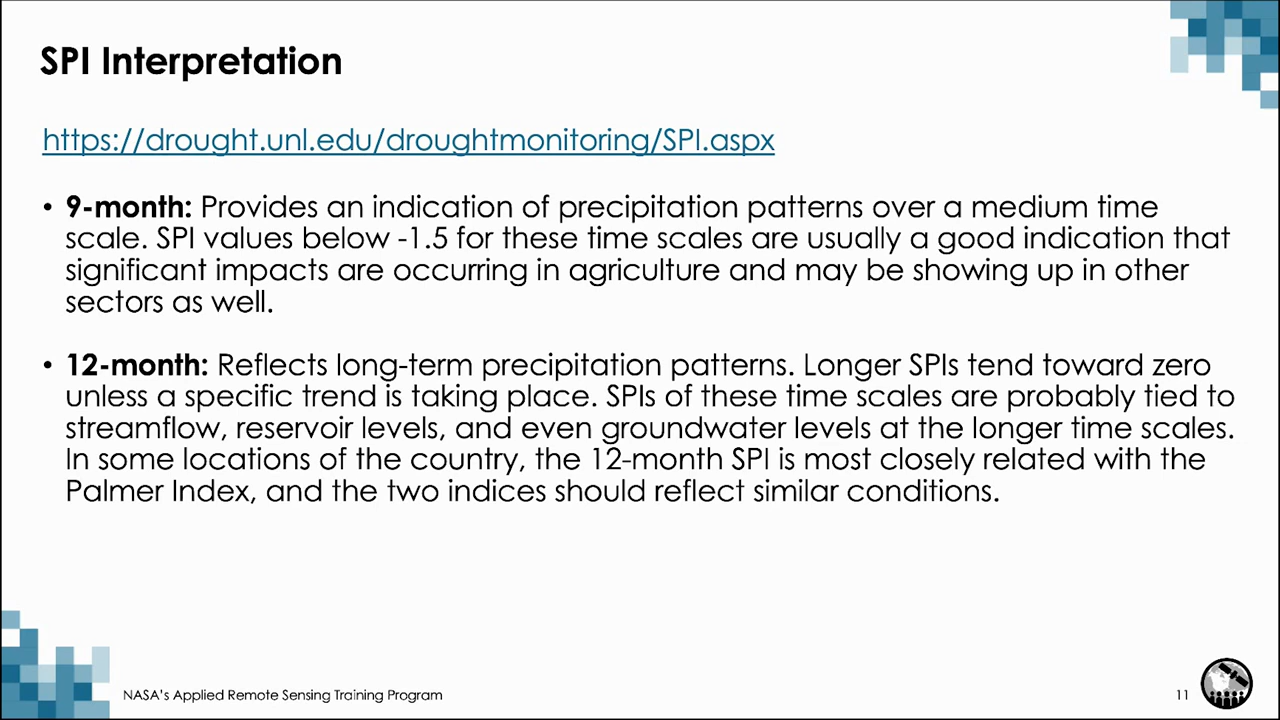 SPI Interpretation
https://drought.unl.edu/droughtmonitoring/SPI.aspx
• 9-month: Provides an indication of precipitation patterns over a medium time
scale. SPI values below -1.5 for these time scales are usually a good indication that
significant impacts are occurring in agriculture and may be showing up in other
sectors as well.
• 12-month: Reflects long-term precipitation patterns. Longer SPIs tend toward zero
unless a specific trend is taking place. SPIs of these time scales are probably tied to
streamflow, reservoir levels, and even groundwater levels at the longer time scales.
In some locations of the country, the 12-month SPI is most closely related with the
Palmer Index, and the two indices should reflect similar conditions.
NASA's Applied Remote Sensing Training Program
11